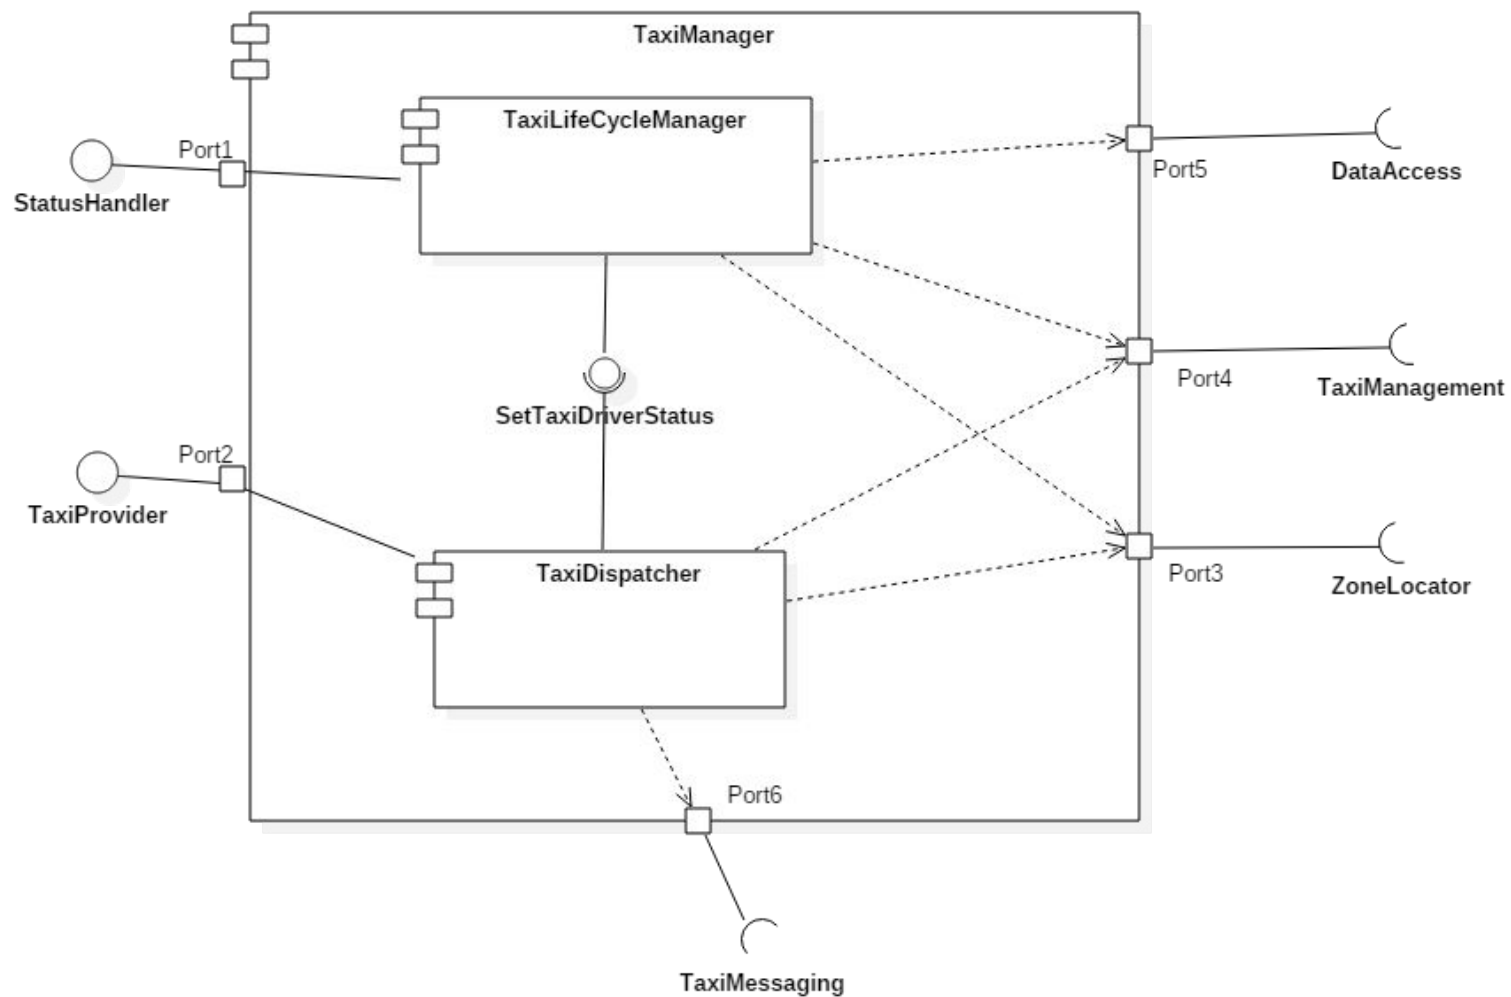 TaxiManager
TaxiLifeCycleManager
Port1
StatusHandler
Port5
DataAccess
SetTaxiDriverStatus
Port4
TaxiManagement
Port2
TaxiProvider
TaxiDispatcher
Port3
ZoneLocator
Port6
TaxiMessaging